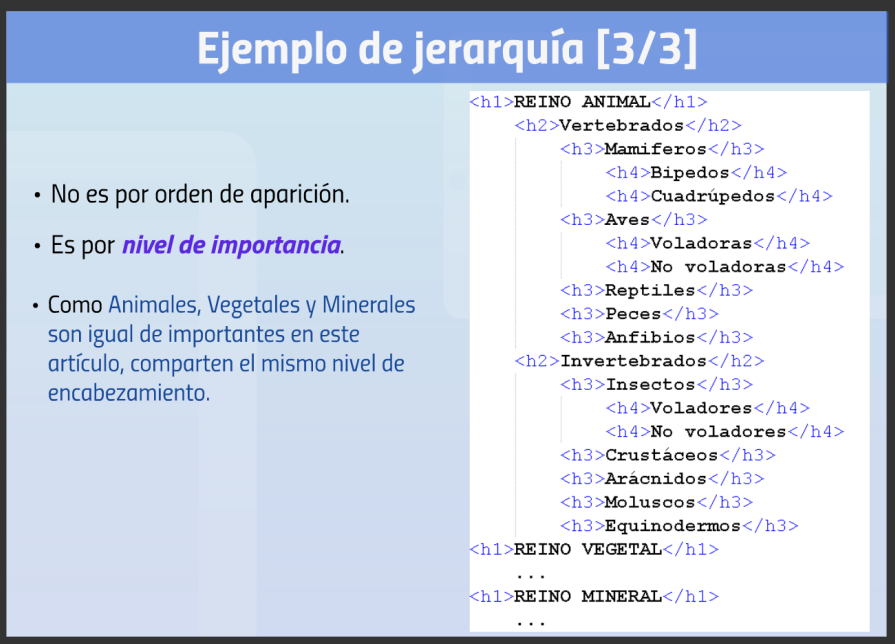 Ejemplo de jerarquía [3/3]
• No es por orden de aparición.
• Es por nivel de importancia.
• Como Animales, Vegetales y Minerales
son igual de importantes en este
artículo, comparten el mismo nivel de
encabezamiento.
<h1>REINO ANIMAL</h1>
<h2>Vertebrados</h2>
<h3>Mamiferos</h3>
<h4>Bipedos</h4>
<h4>Cuadrúpedos</h4>
<h3>Aves</h3>
<h4>Voladoras</h4>
<h4>No voladoras</h4>
<h3>Reptiles</h3>
<h3>Peces</h3>
<h3>Anfibios</h3>
<h2>Invertebrados</h2>
<h3>Insectos</h3>
<h4>Voladores</h4>
<h4>No voladores</h4>
<h3>Crustáceos</h3>
<h3>Arácnidos</h3>
<h3>Moluscos</h3>
<h3>Equinodermos</h3>
<h1>REINO VEGETAL</h1>
...
<h1>REINO MINERAL</h1>
...